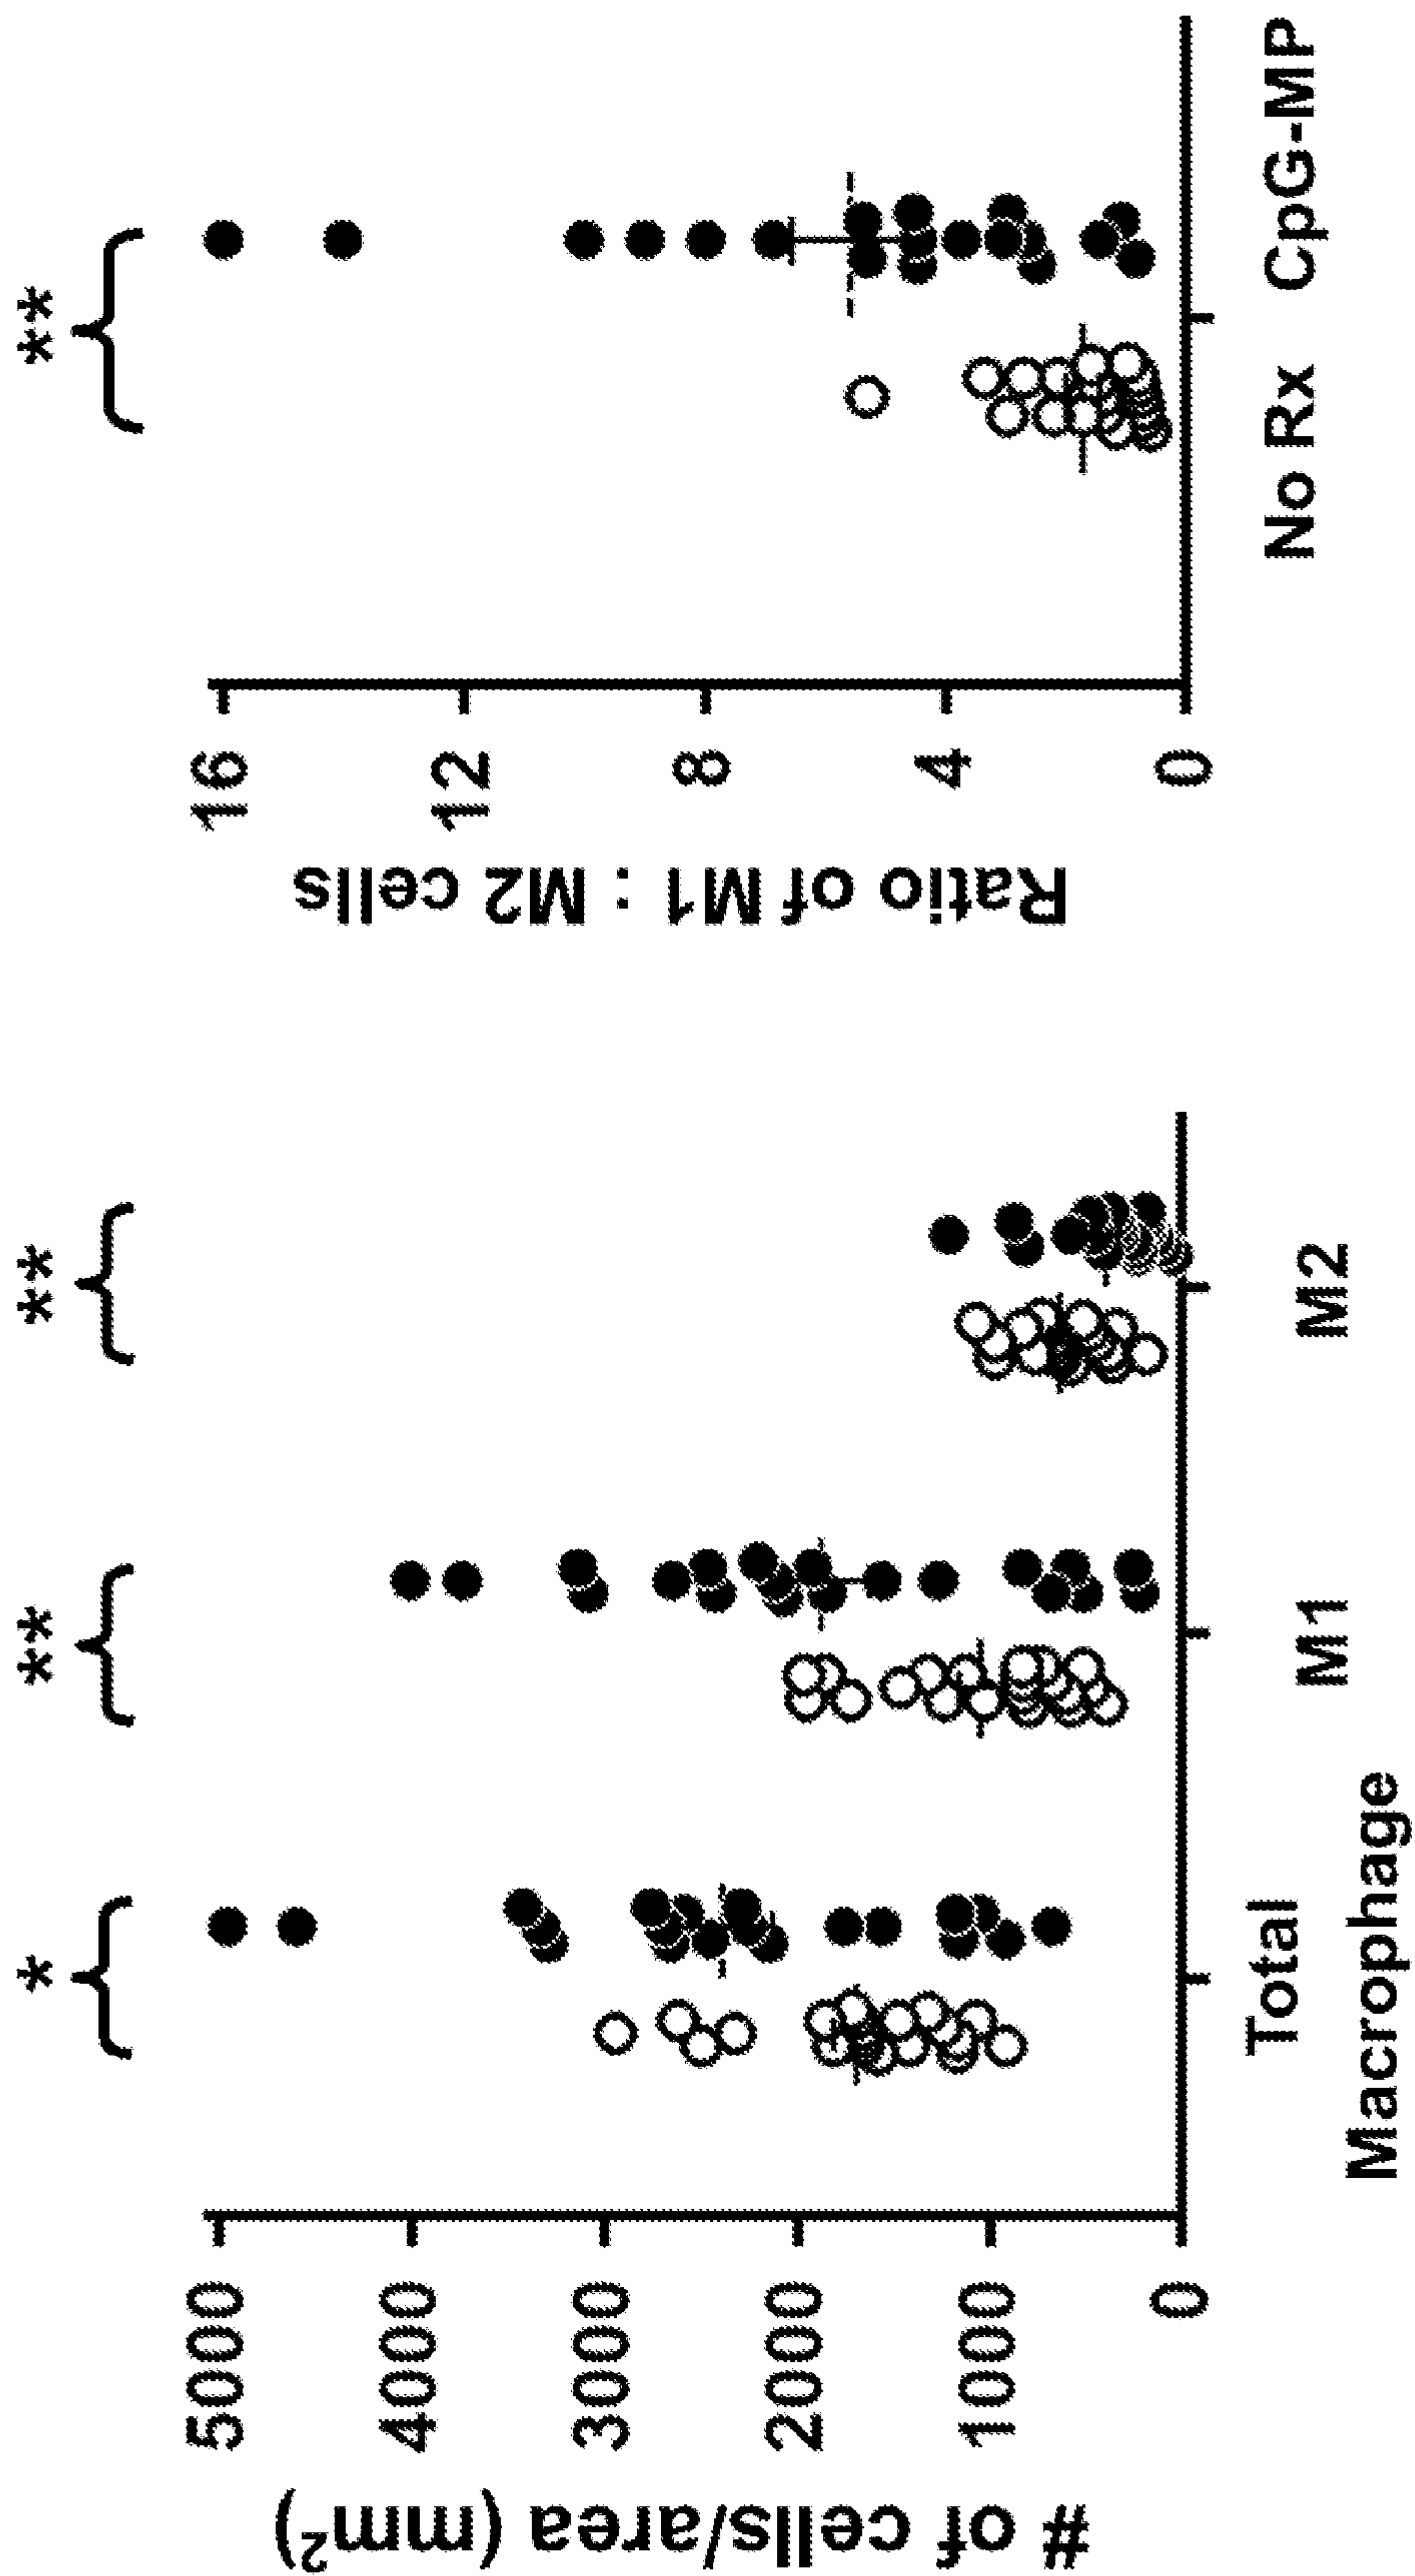 # of cells/area (mm²)
5000
4000
3000
2000
1000
0
*
**
**
Total
Macrophage
M1
M2
Ratio of M1 : M2 cells
16
12
8
4
0
**
No Rx
CpG-MP